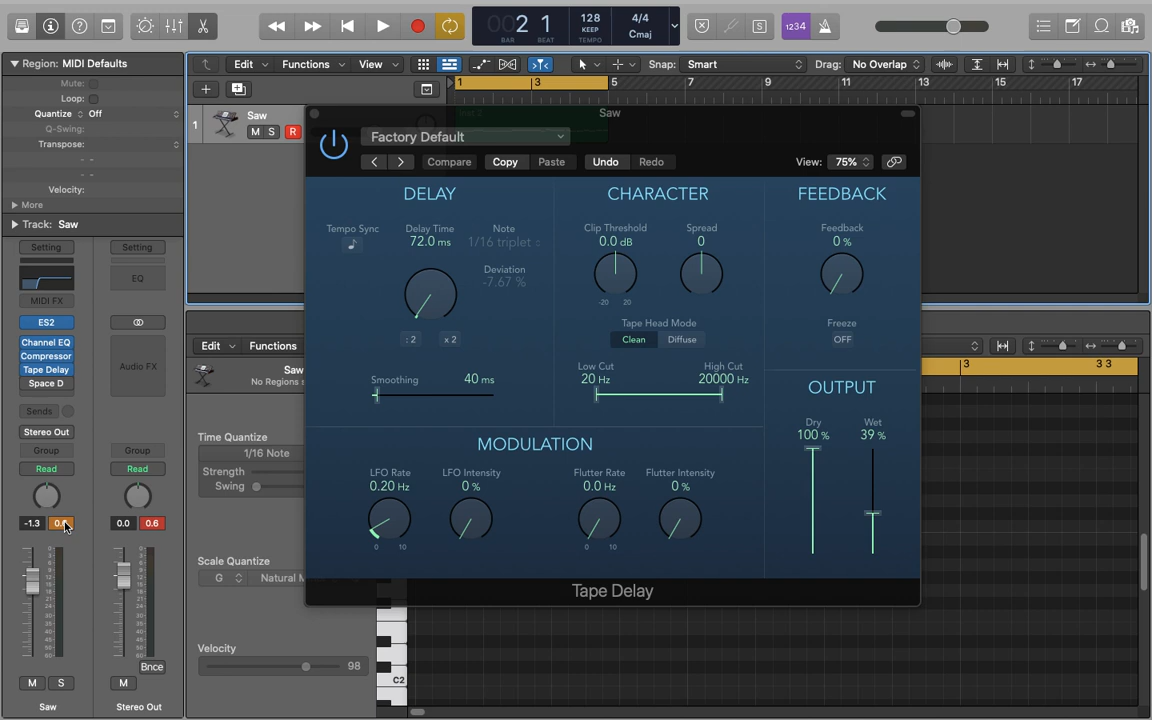 2 1
BAR BEAT
128
KEEP
TEMPO
4/4
Cmaj
1234
S
Region: MIDI Defaults
Mute:
Loop:
Quantize Off
Q-Swing:
Transpose:
- -
- -
Velocity:
More
Track: Saw
Edit Functions View
Snap: Smart
Drag: No Overlap
1 3 5 7 9 11 13 15 17
1 Saw
M S R
Saw
Factory Default
Compare Copy Paste Undo Redo
View: 75%
DELAY
Tempo Sync
Delay Time
72.0 ms
Note
1/16 triplet
Deviation
-7.67 %
: 2 x 2
Smoothing 40 ms
CHARACTER
Clip Threshold
0.0 dB
-20 20
Spread
0
Tape Head Mode
Clean Diffuse
Low Cut High Cut
20 Hz 20000 Hz
FEEDBACK
Feedback
0 %
Freeze
OFF
OUTPUT
Dry Wet
100 % 39 %
MODULATION
LFO Rate
0.20 Hz
0 10
LFO Intensity
0 %
Flutter Rate
0.0 Hz
0 10
Flutter Intensity
0 %
Tape Delay
Setting Setting
EQ
MIDI FX
ES2
Channel EQ
Compressor
Tape Delay
Space D
Audio FX
Sends
Stereo Out
Group Group
Read Read
-1.3
0.0 0.6
Bnce
M S M
Saw Stereo Out
Edit Functions
Saw
No Regions
3 3 3
Time Quantize
1/16 Note
Strength
Swing
Scale Quantize
G Natural M
Velocity
98
C2